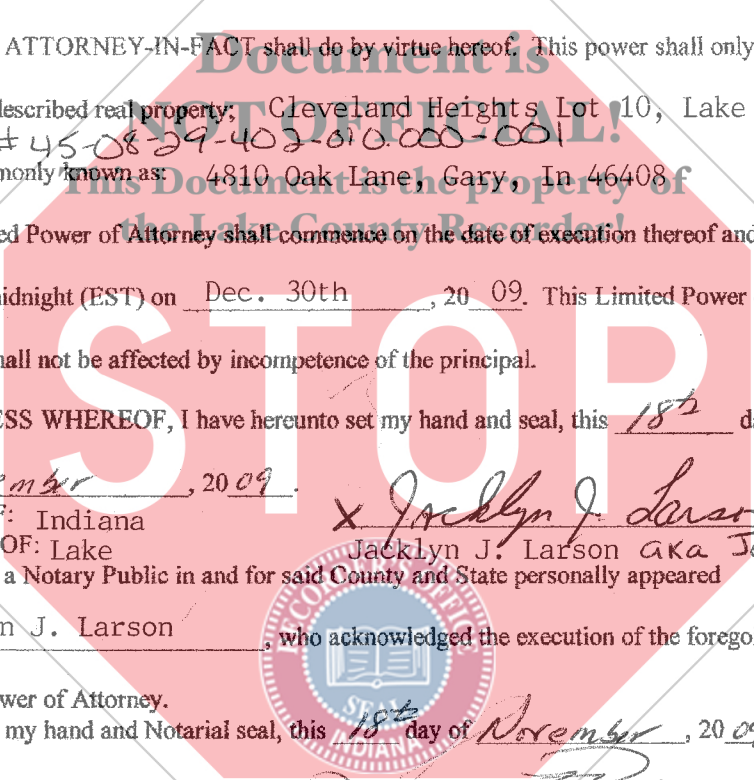 ATTORNEY-IN-FACT shall do by virtue hereof. This power shall only
Document is
described real property; Cleveland Heights Lot 10, Lake
NOT OFFICIAL!
# 45-08-29-402-010.000-001
monly known as: 4810 Oak Lane, Gary, In 46408
This Document is the property of
the Lake County Recorder!
ed Power of Attorney shall commence on the date of execution thereof and
idnight (EST) on Dec. 30th, 20 09. This Limited Power
hall not be affected by incompetence of the principal.
STOP
ESS WHEREOF, I have hereunto set my hand and seal, this 18th d
ember, 20 09.
F: Indiana X Jacklyn J Larson
OF: Lake Jacklyn J. Larson aka J
a Notary Public in and for said County and State personally appeared
n J. Larson, who acknowledged the execution of the forego
wer of Attorney.
my hand and Notarial seal, this 18th day of November, 20 09
RECORDER'S OFFICE
SEAL
INDIANA